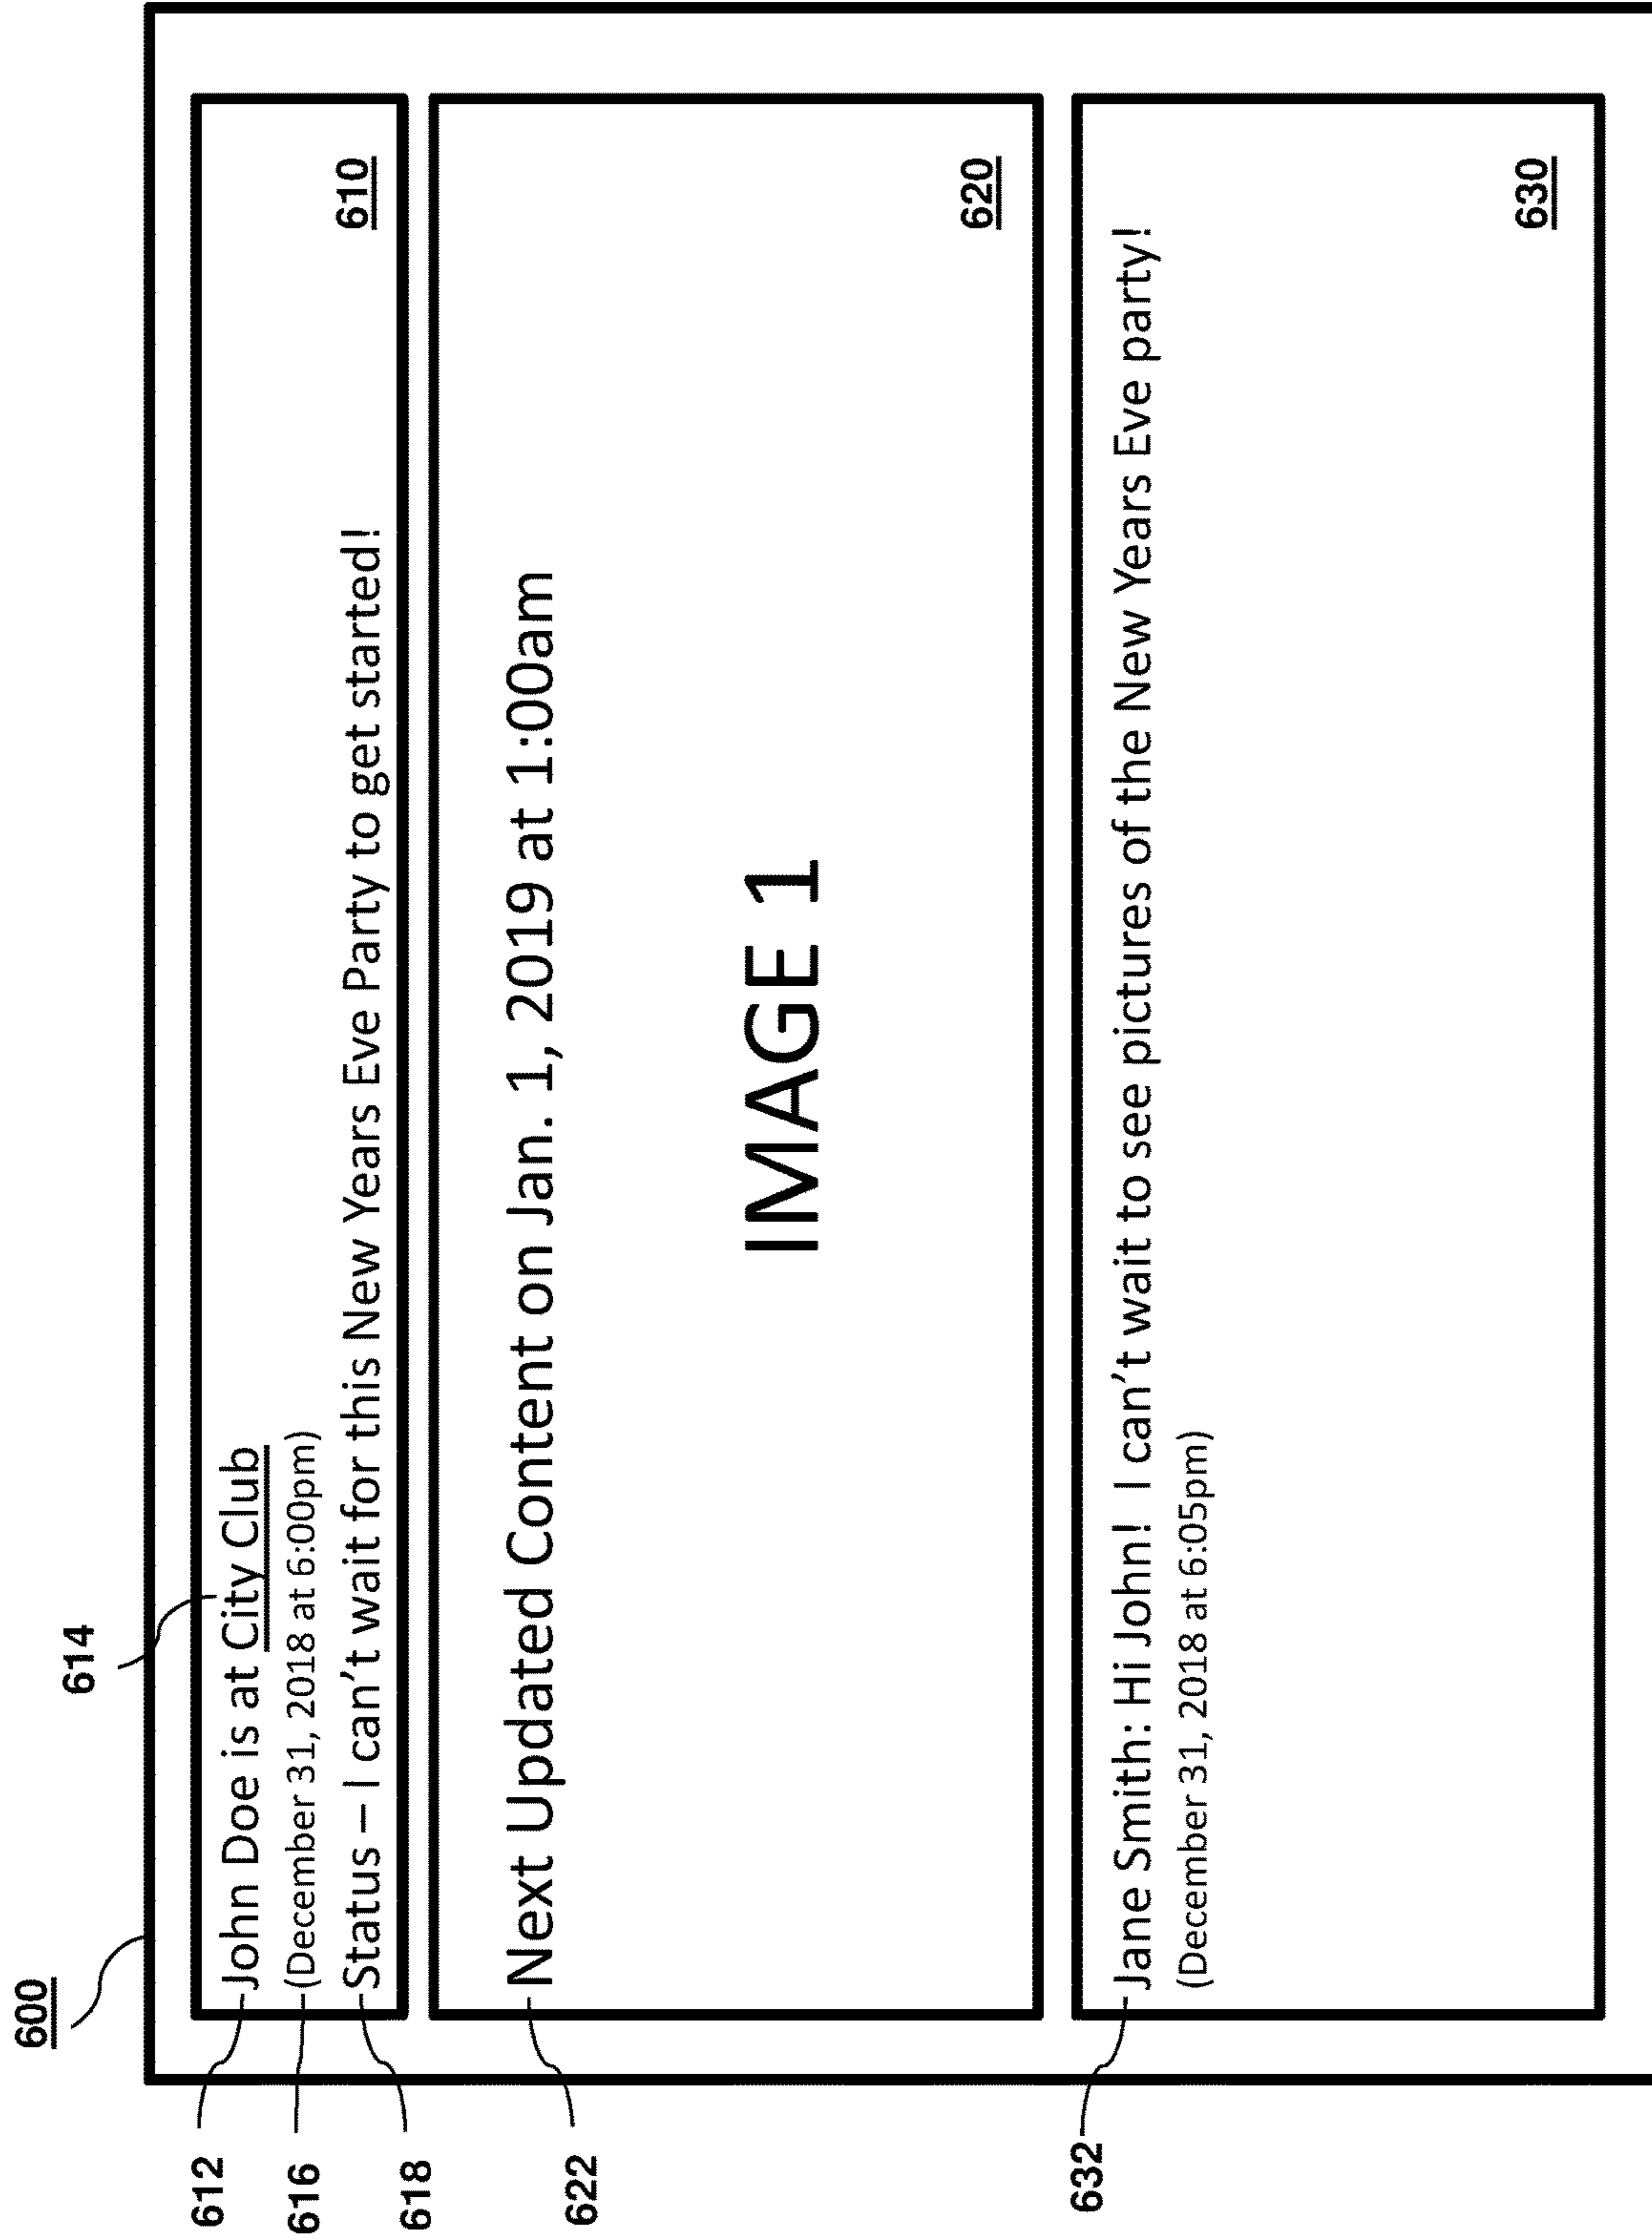 600
614
612
John Doe is at City Club
616
(December 31, 2018 at 6:00pm)
618
Status – I can't wait for this New Years Eve Party to get started!
610
622
Next Updated Content on Jan. 1, 2019 at 1:00am
IMAGE 1
620
632
Jane Smith: Hi John!  I can't wait to see pictures of the New Years Eve party!
(December 31, 2018 at 6:05pm)
630